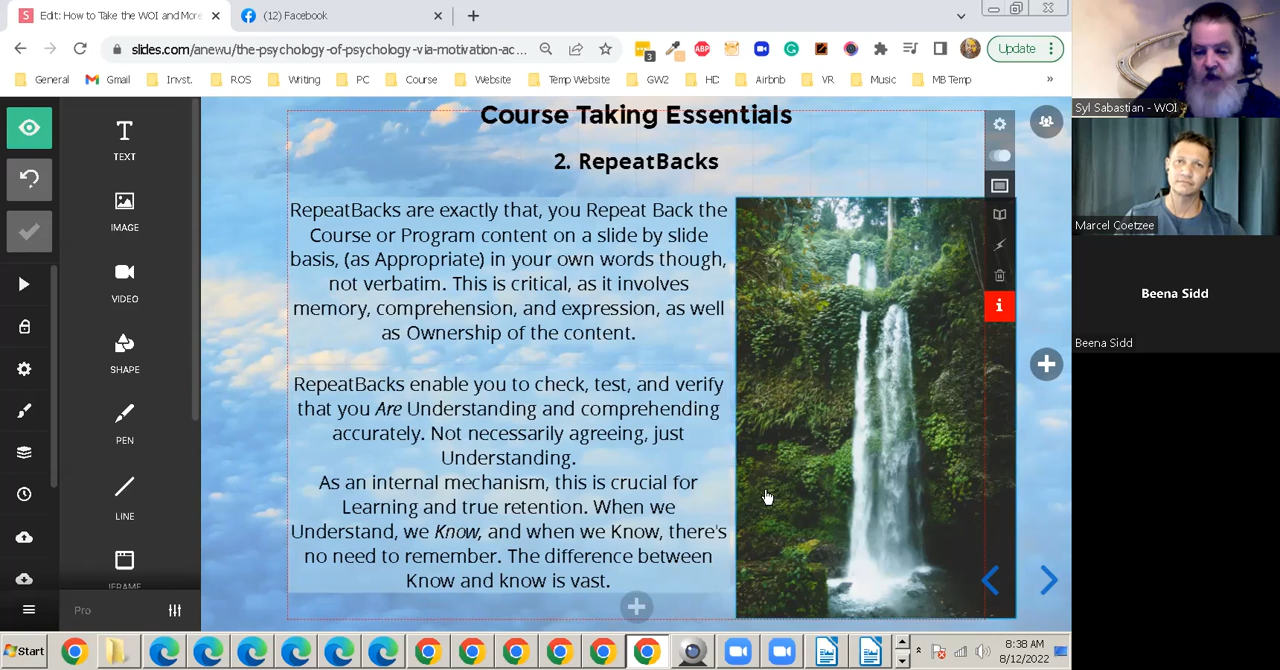 Edit: How to Take the WOI and More
(12) Facebook
slides.com/anewu/the-psychology-of-psychology-via-motivation-ac...
3
ABP
Update
General
Gmail
Invst.
ROS
Writing
PC
Course
Website
Temp Website
GW2
HD
Airbnb
VR
Music
MB Temp
»
TEXT
IMAGE
VIDEO
SHAPE
PEN
LINE
IFRAME
Pro
Course Taking Essentials
2. RepeatBacks
RepeatBacks are exactly that, you Repeat Back the
Course or Program content on a slide by slide
basis, (as Appropriate) in your own words though,
not verbatim. This is critical, as it involves
memory, comprehension, and expression, as well
as Ownership of the content.
RepeatBacks enable you to check, test, and verify
that you Are Understanding and comprehending
accurately. Not necessarily agreeing, just
Understanding.
As an internal mechanism, this is crucial for
Learning and true retention. When we
Understand, we Know, and when we Know, there's
no need to remember. The difference between
Know and know is vast.
i
Syl Sabastian - WOI
Marcel Coetzee
Beena Sidd
Beena Sidd
Start
8:38 AM
8/12/2022